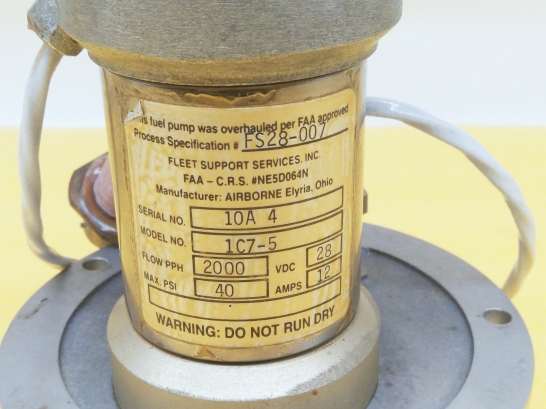 is fuel pump was overhauled per FAA approved
Process Specification # FS28-007
FLEET SUPPORT SERVICES, INC.
FAA - C.R.S. #NE5D064N
Manufacturer: AIRBORNE Elyria, Ohio
SERIAL NO. 10A 4
MODEL NO. 1C7-5
FLOW PPH 2000 VDC 28
MAX. PSI 40 AMPS 12
WARNING: DO NOT RUN DRY